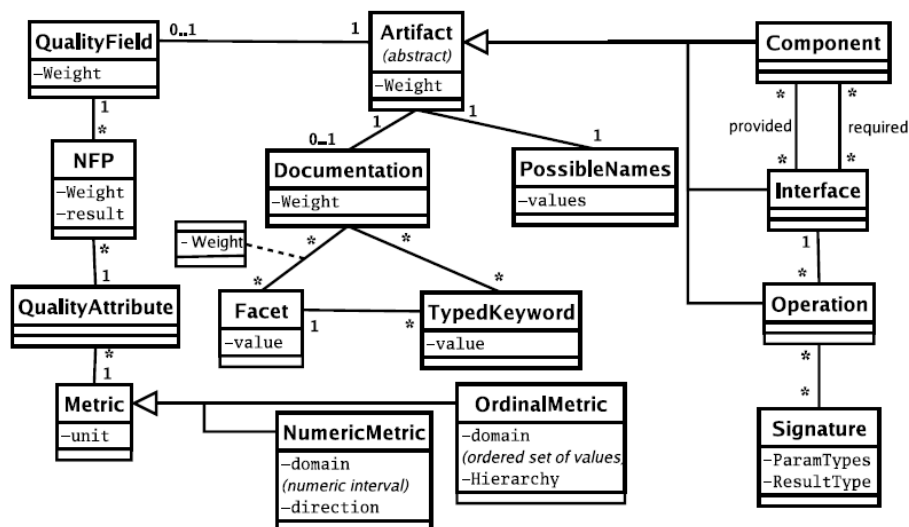 QualityField
-Weight
0..1
1
Artifact
(abstract)
-Weight
Component
1
*
NFP
-Weight
-result
1
0..1
Documentation
-Weight
1
1
PossibleNames
-values
*
*
provided
required
*
*
Interface
*
1
QualityAttribute
- Weight
*
*
*
*
Facet
-value
1
*
TypedKeyword
-value
1
*
Operation
*
1
Metric
-unit
NumericMetric
-domain
(numeric interval)
-direction
OrdinalMetric
-domain
(ordered set of values)
-Hierarchy
*
*
Signature
-ParamTypes
-ResultType